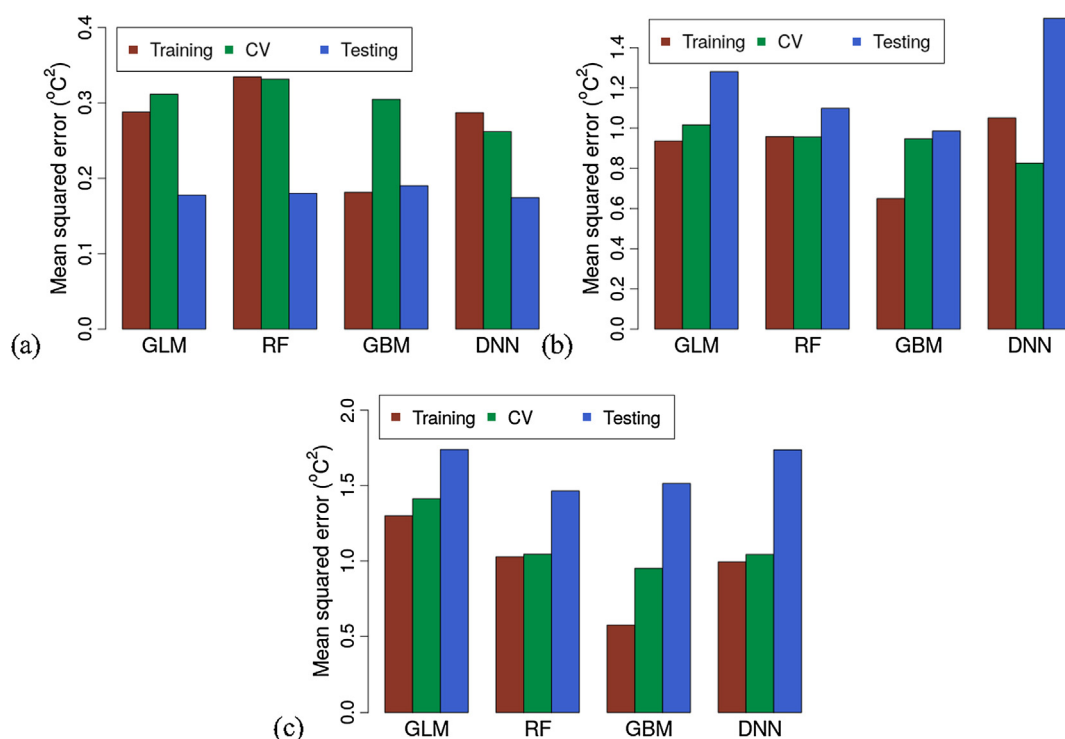 Training CV Testing
Mean squared error (°C²)
0.0 0.1 0.2 0.3 0.4
GLM RF GBM DNN
(a)
Training CV Testing
Mean squared error (°C²)
0.0 0.2 0.4 0.6 0.8 1.0 1.2 1.4
GLM RF GBM DNN
(b)
Training CV Testing
Mean squared error (°C²)
0.0 0.5 1.0 1.5 2.0
GLM RF GBM DNN
(c)